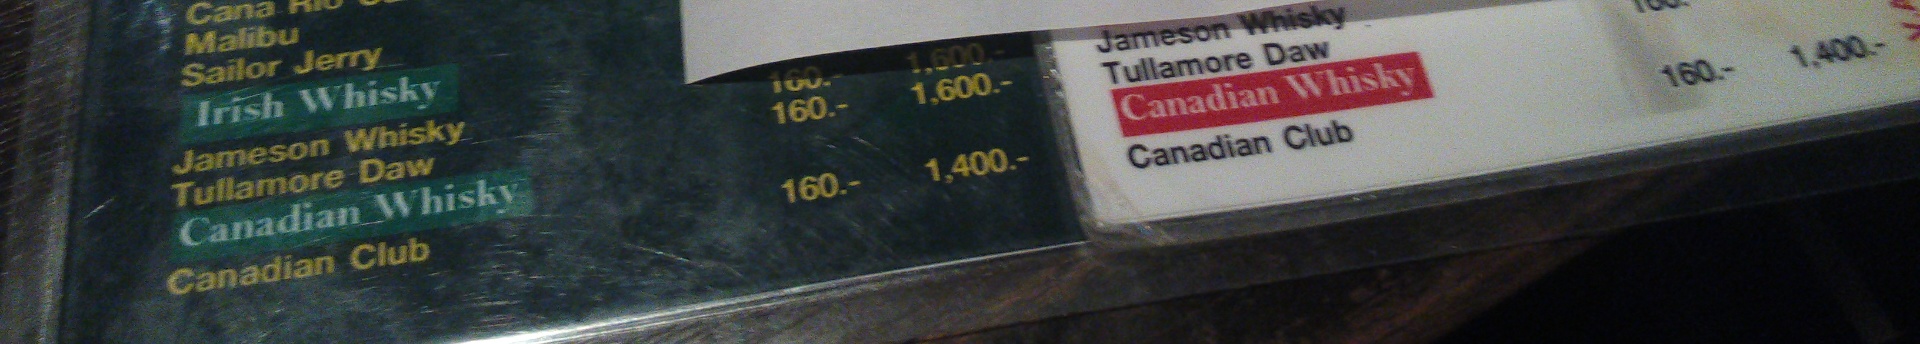 Malibu
Sailor Jerry
Irish Whisky
Jameson Whisky
Tullamore Daw
Canadian Whisky
Canadian Club
160.- 1,600.-
160.- 1,600.-
160.- 1,400.-
Jameson Whisky
Tullamore Daw
Canadian Whisky
Canadian Club
160.-
160.- 1,400.-